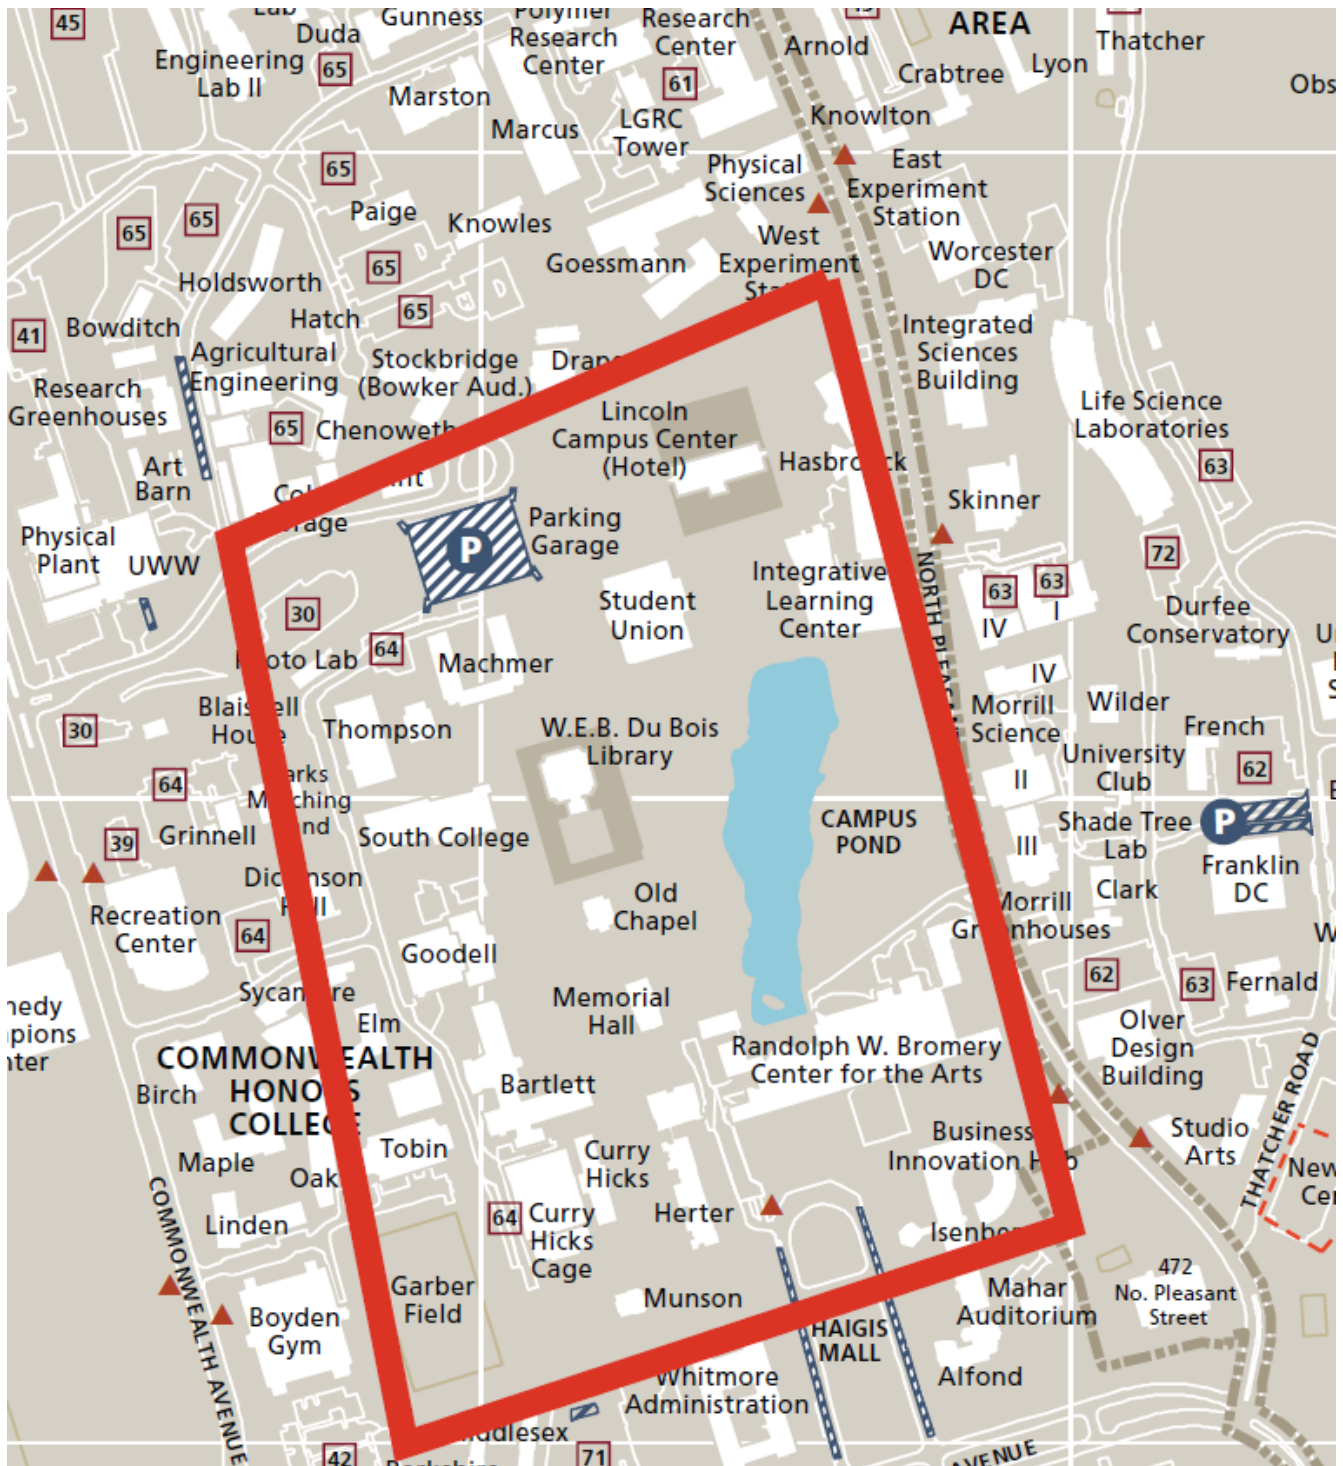 45
Duda
65
Gunness
Polymer
Research
Center
Research
Center
61
Arnold
AREA
Crabtree
Lyon
Thatcher
Engineering
Lab II
Marston
Marcus
LGRC
Tower
Knowlton
Physical
Sciences
East
Experiment
Station
65
Paige
Knowles
65
65
West
Experiment
Goessmann
Worcester
DC
65
Holdsworth
Hatch
65
41
Bowditch
Agricultural
Engineering
Stockbridge
(Bowker Aud.)
Integrated
Sciences
Building
Research
Greenhouses
65
Lincoln
Campus Center
(Hotel)
Life Science
Laboratories
63
Art
Barn
Skinner
Physical
Plant
UWW
P
Parking
Garage
72
NORTH
Integrative
Learning
Center
63
63
IV
I
Durfee
Conservatory
30
64
Student
Union
Machmer
IV
Morrill
Science
Wilder
French
30
Thompson
W.E.B. Du Bois
Library
University
Club
62
II
64
Grinnell
39
South College
CAMPUS
POND
III
Shade Tree
Lab
P
Franklin
DC
Clark
Recreation
Center
64
Old
Chapel
Goodell
62
63
Fernald
Memorial
Hall
Elm
Olver
Design
Building
COMMONWEALTH
HONORS
COLLEGE
Birch
Randolph W. Bromery
Center for the Arts
Bartlett
Maple
Oak
Tobin
Curry
Hicks
Business
Innovation Hub
Studio
Arts
THATCHER ROAD
New
Linden
64
Curry
Hicks
Cage
Herter
COMMONWEALTH AVENUE
Garber
Field
Munson
Boyden
Gym
Mahar
Auditorium
472
No. Pleasant
Street
HAIGIS
MALL
Whitmore
Administration
Alfond
42
71
AVENUE